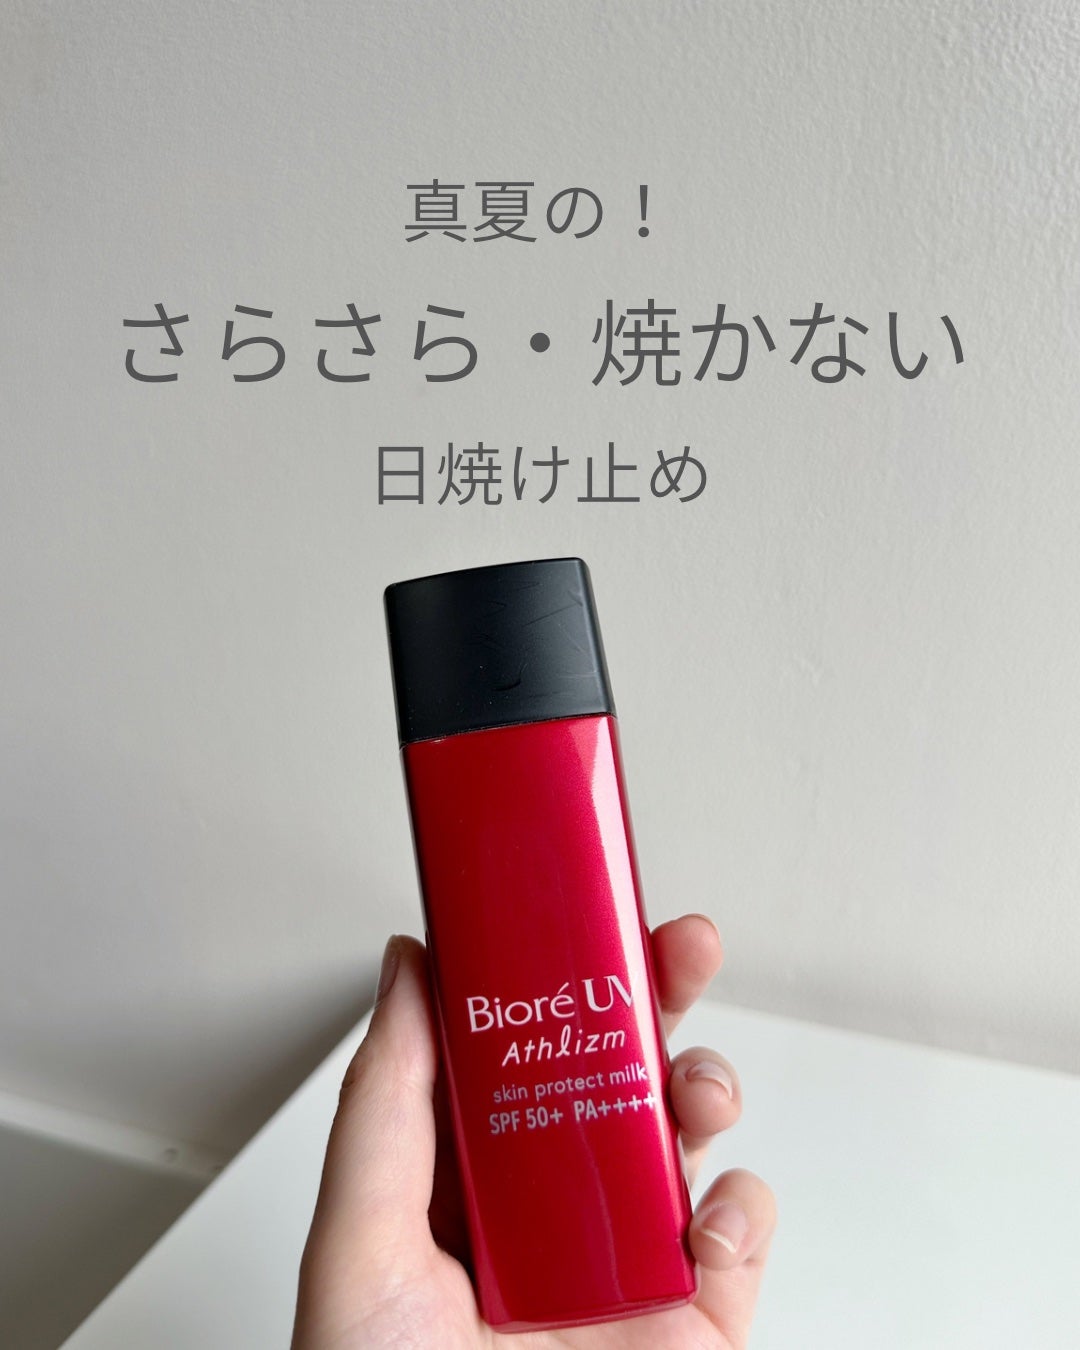 真夏の！
さらさら・焼かない
日焼け止め
Bioré UV
Athlizm
skin protect milk
SPF 50+ PA++++